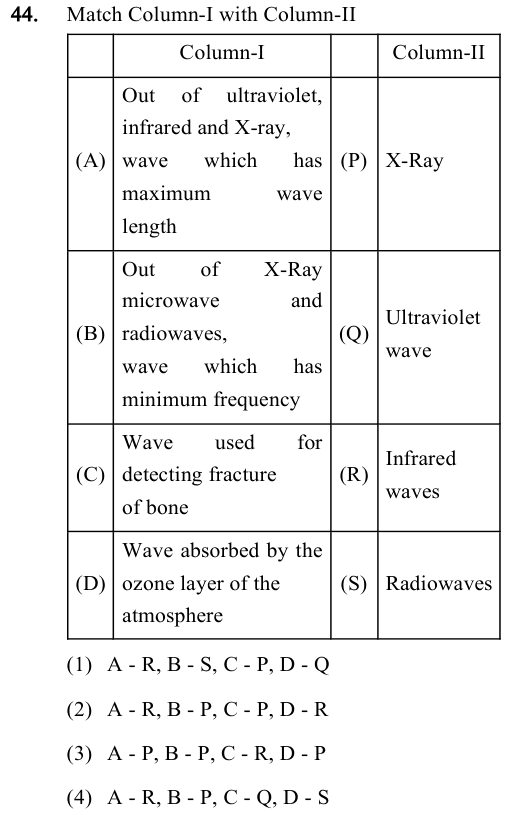 44. Match Column-I with Column-II
Column-I Column-II
(A) Out of ultraviolet,
infrared and X-ray,
wave which has
maximum wave
length
(P) X-Ray
(B) Out of X-Ray
microwave and
radiowaves,
wave which has
minimum frequency
(Q) Ultraviolet
wave
(C) Wave used for
detecting fracture
of bone
(R) Infrared
waves
(D) Wave absorbed by the
ozone layer of the
atmosphere
(S) Radiowaves
(1) A - R, B - S, C - P, D - Q
(2) A - R, B - P, C - P, D - R
(3) A - P, B - P, C - R, D - P
(4) A - R, B - P, C - Q, D - S